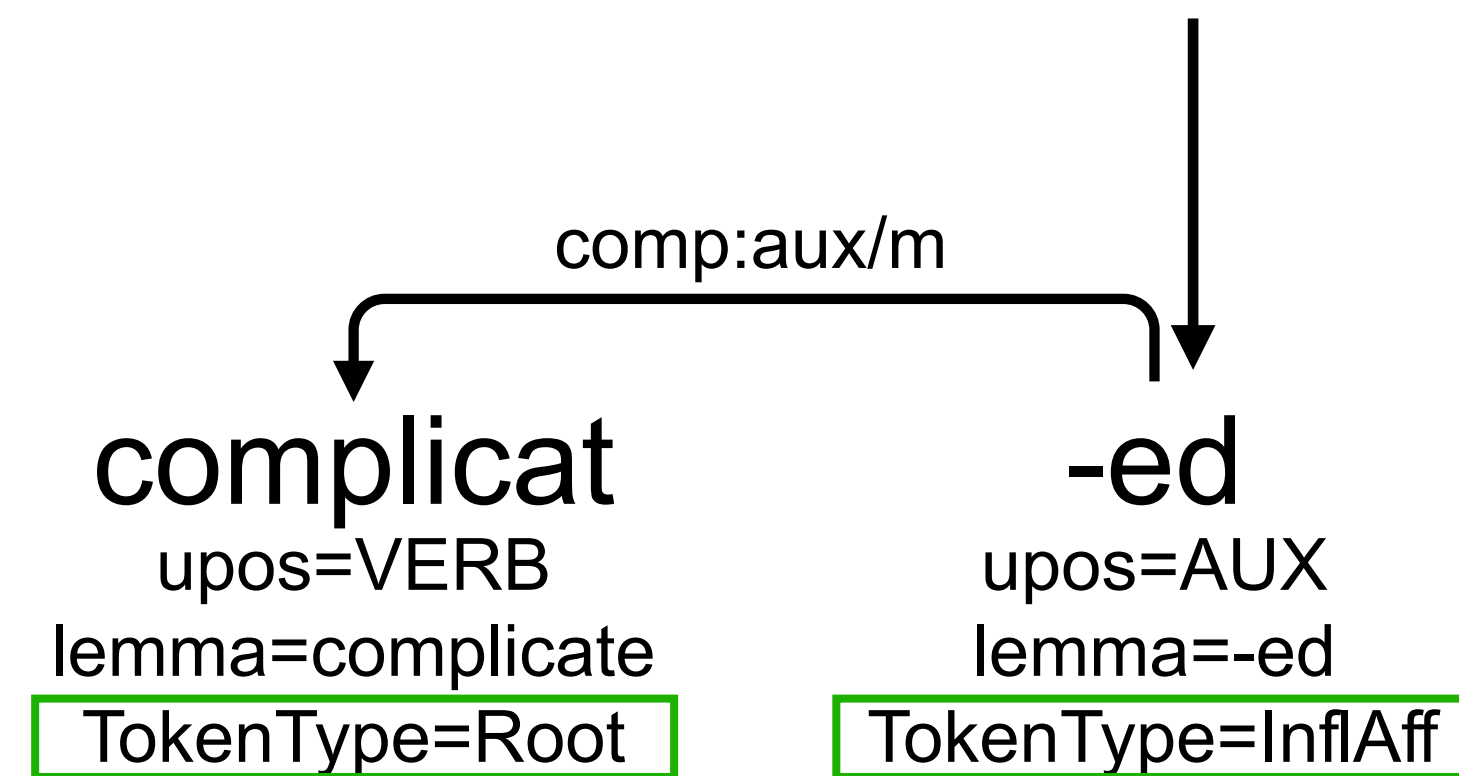 comp:aux/m
complicat -ed
upos=VERB upos=AUX
lemma=complicate lemma=-ed
TokenType=Root TokenType=InflAff